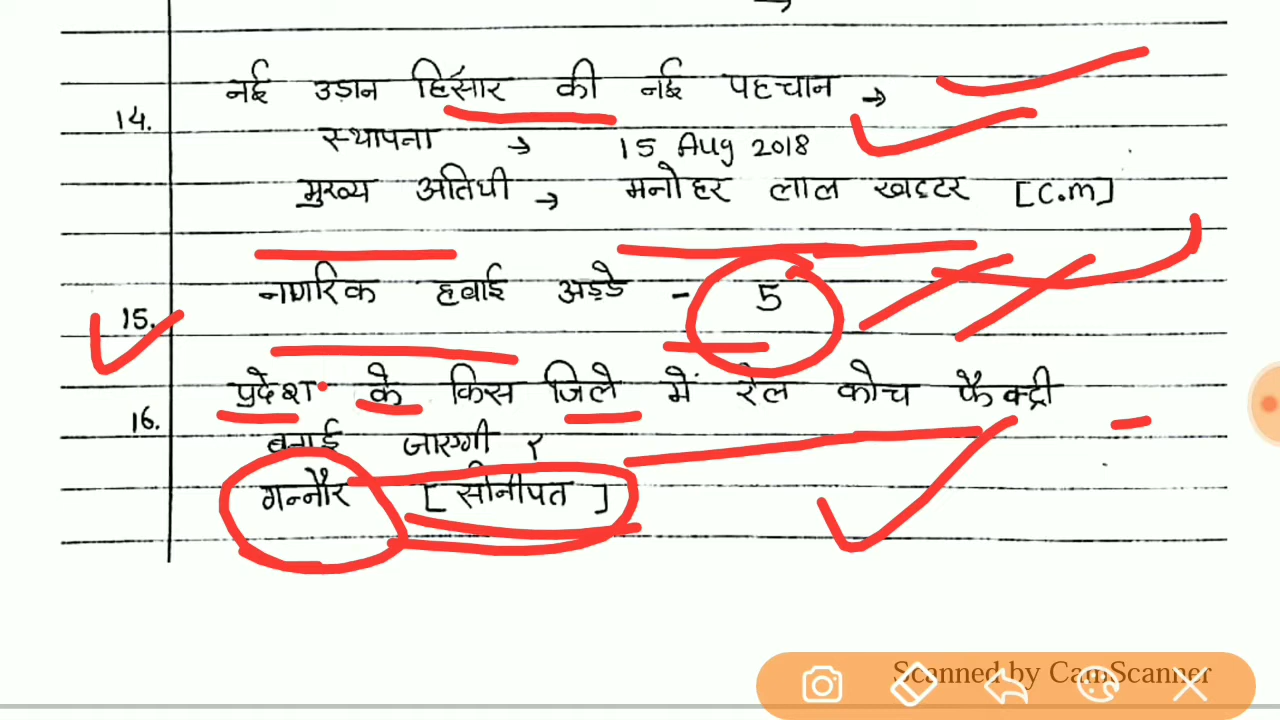 नई उड़ान हिसॉर की नई पहचान →
14.
स्थापना → 15 Aug 2018
मुख्य अतिथी → मनोहर लाल खट्टर [C.m]
नागरिक हवाई अड्डे - 5
15.
प्रदेश के किस जिले में रेल कोच फैक्ट्री
16.
बनाई जाएगी ?
गन्नौर [सोनीपत]
Scanned by CamScanner